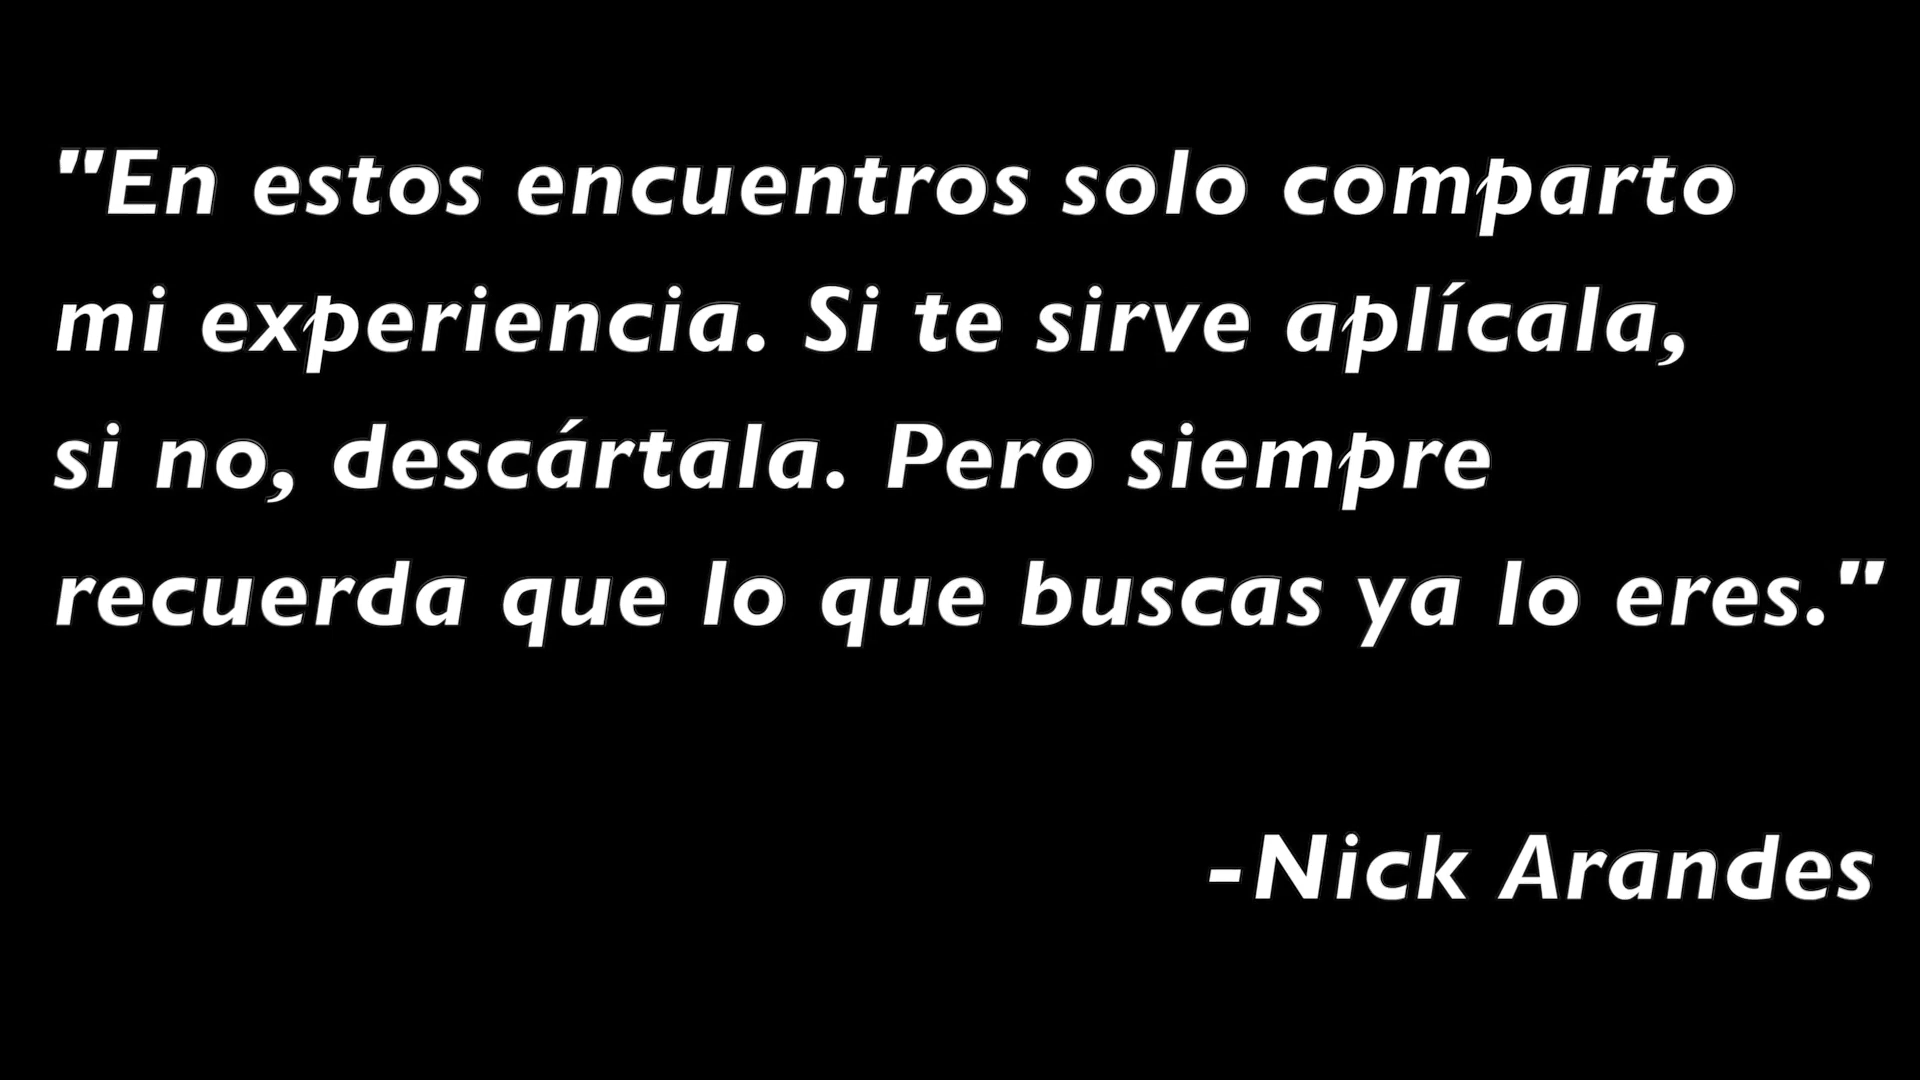 "En estos encuentros solo comparto
mi experiencia. Si te sirve aplícala,
si no, descártala. Pero siempre
recuerda que lo que buscas ya lo eres."
-Nick Arandes